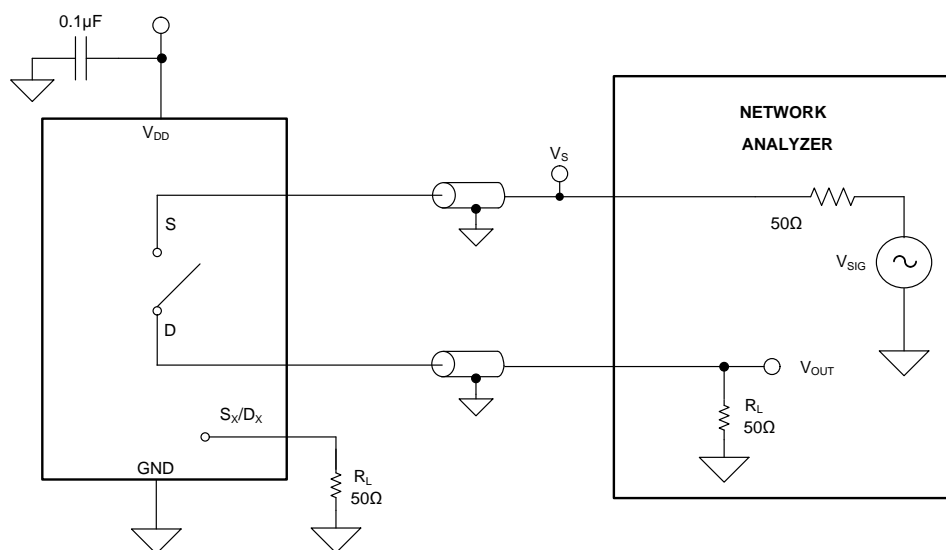 0.1µF
V_DD
NETWORK
ANALYZER
V_S
S
50Ω
V_SIG
D
V_OUT
S_X/D_X
R_L
50Ω
GND
R_L
50Ω